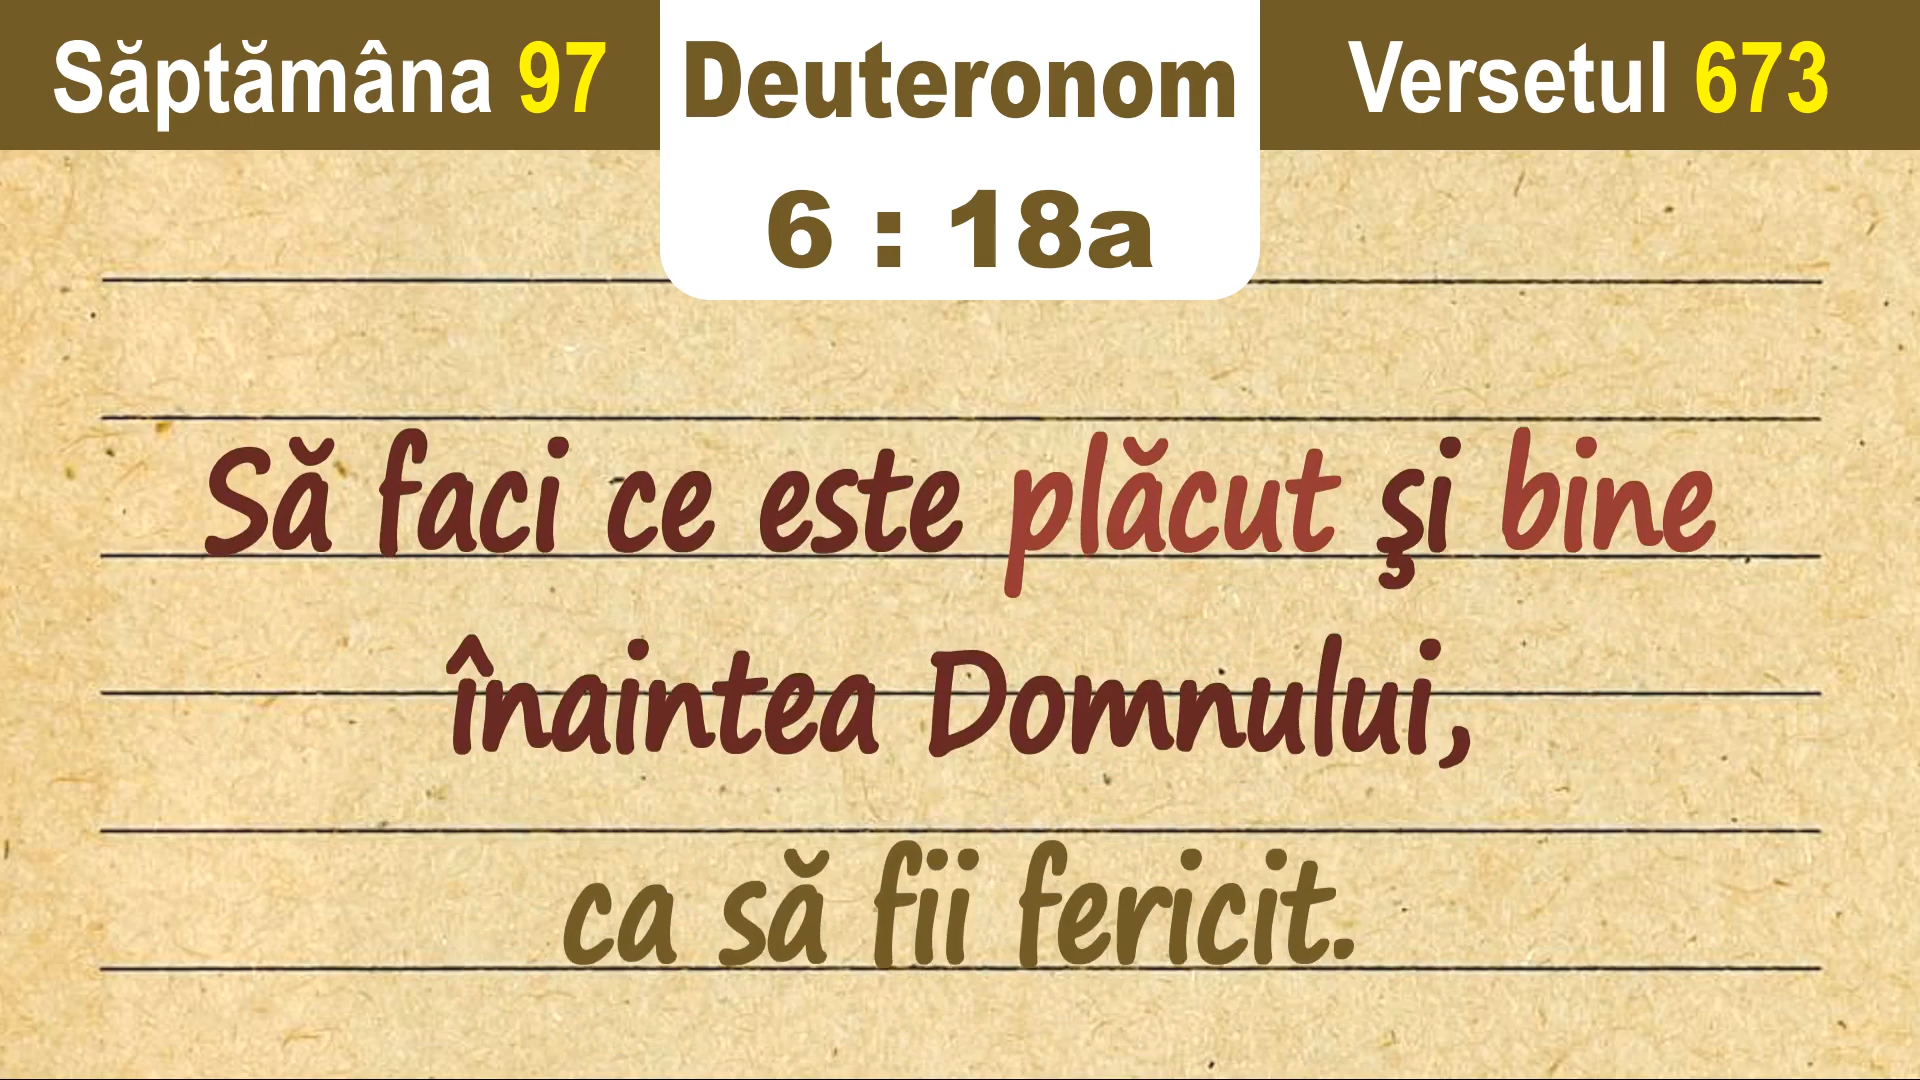 Săptămâna 97
Deuteronom
6 : 18a
Versetul 673
Să faci ce este plăcut şi bine
înaintea Domnului,
ca să fii fericit.